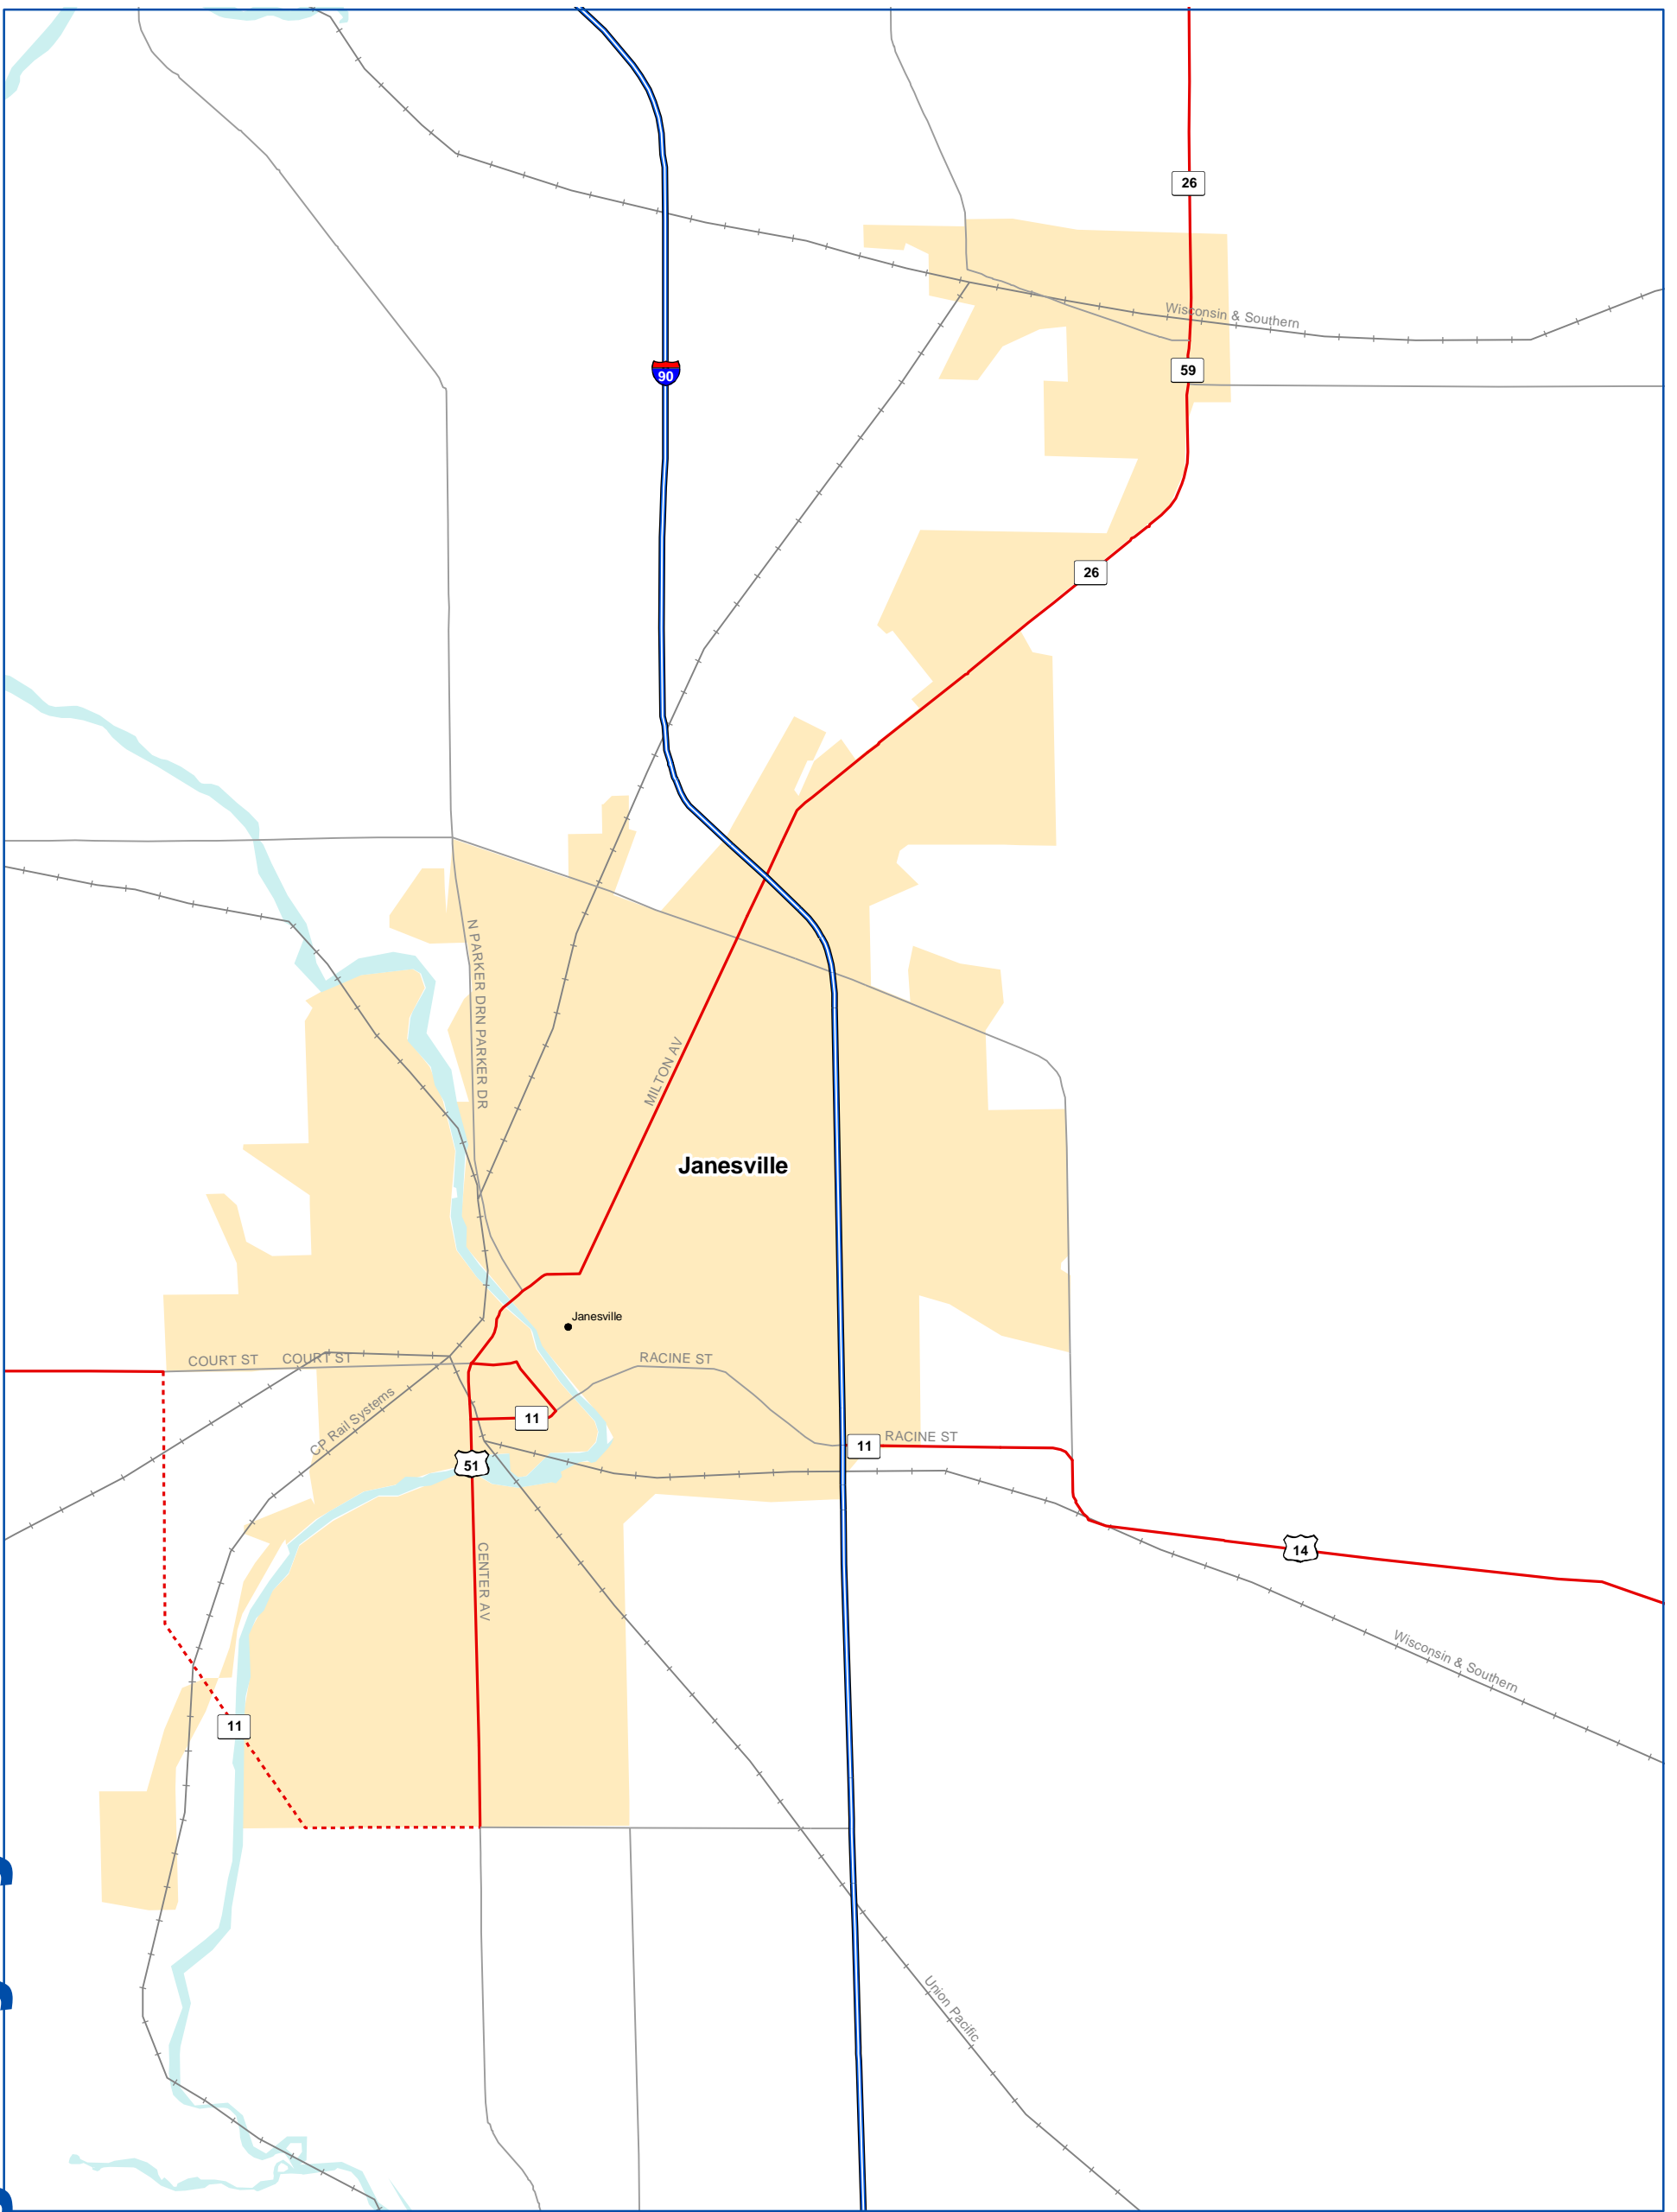 26
Wisconsin & Southern
59
90
26
N PARKER DRN PARKER DR
MILTON AV
Janesville
Janesville
COURT ST
COURT ST
RACINE ST
CP Rail Systems
11
11
RACINE ST
51
14
CENTER AV
Wisconsin & Southern
11
Union Pacific